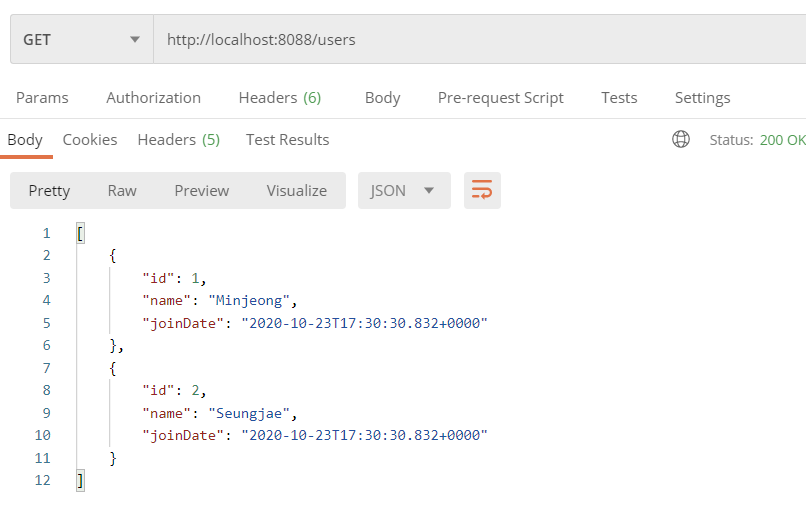 GET http://localhost:8088/users
Params Authorization Headers (6) Body Pre-request Script Tests Settings
Body Cookies Headers (5) Test Results Status: 200 OK
Pretty Raw Preview Visualize JSON
1 [
2 {
3 "id": 1,
4 "name": "Minjeong",
5 "joinDate": "2020-10-23T17:30:30.832+0000"
6 },
7 {
8 "id": 2,
9 "name": "Seungjae",
10 "joinDate": "2020-10-23T17:30:30.832+0000"
11 }
12 ]